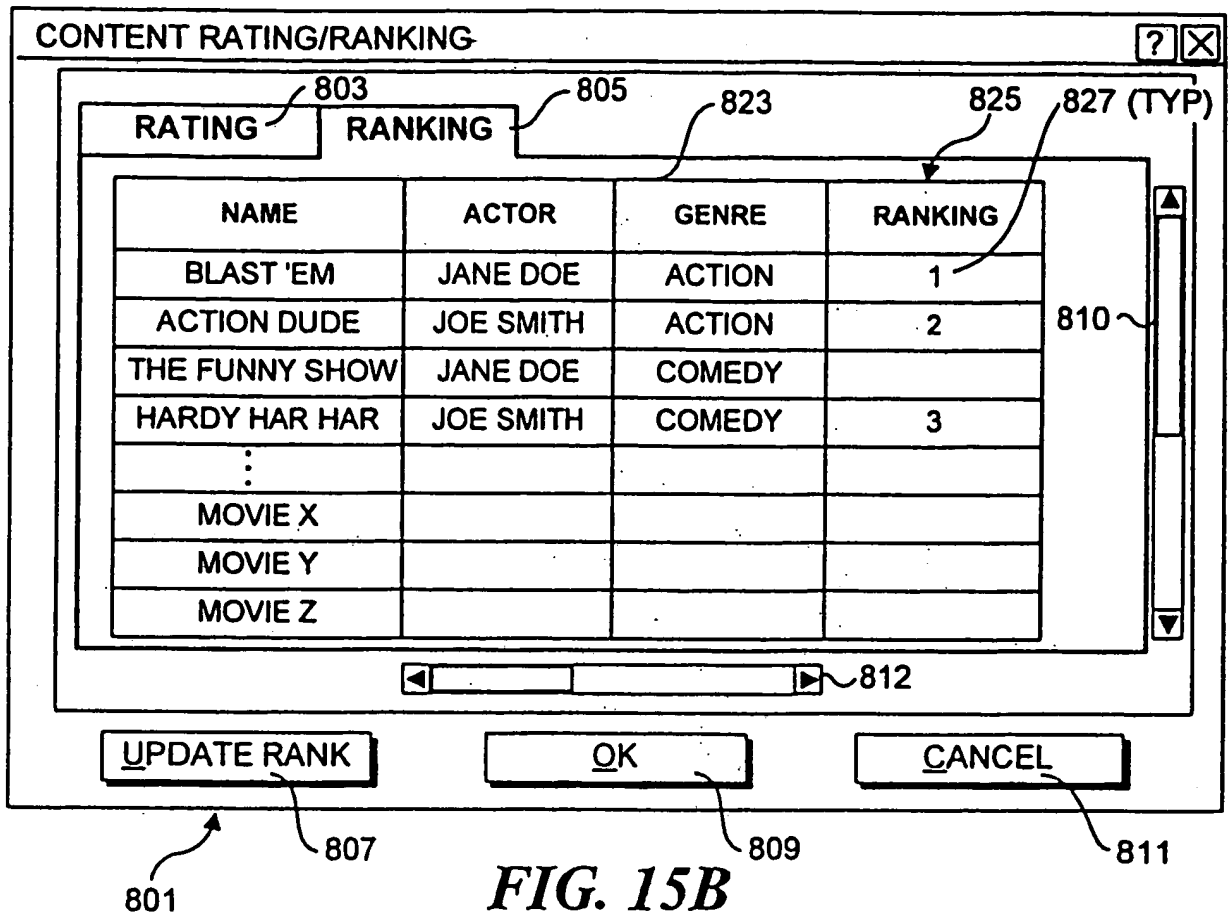 CONTENT RATING/RANKING ? X
803 805 823 825 827 (TYP)
RATING RANKING
NAME ACTOR GENRE RANKING
BLAST 'EM JANE DOE ACTION 1
ACTION DUDE JOE SMITH ACTION 2
810
THE FUNNY SHOW JANE DOE COMEDY
HARDY HAR HAR JOE SMITH COMEDY 3
⋮
MOVIE X
MOVIE Y
MOVIE Z
812
UPDATE RANK OK CANCEL
801 807 809 811
FIG. 15B